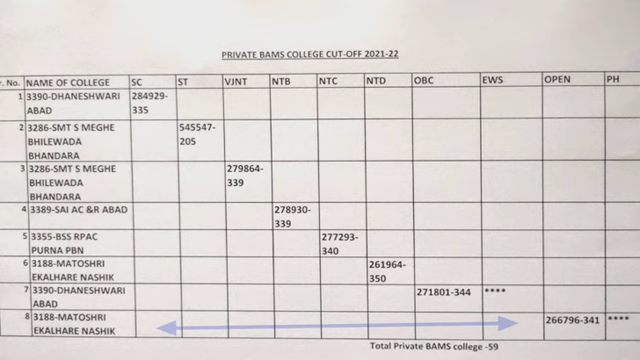 PRIVATE BAMS COLLEGE CUT-OFF 2021-22
r. No. NAME OF COLLEGE SC ST VJNT NTB NTC NTD OBC EWS OPEN PH
1 3390-DHANESHWARI 284929-
ABAD 335
2 3286-SMT S MEGHE 545547-
BHILEWADA 205
BHANDARA
3 3286-SMT S MEGHE 279864-
BHILEWADA 339
BHANDARA
4 3389-SAI AC &R ABAD 278930-
339
5 3355-BSS RPAC 277293-
PURNA PBN 340
6 3188-MATOSHRI 261964-
EKALHARE NASHIK 350
7 3390-DHANESHWARI 271801-344 ****
ABAD
8 3188-MATOSHRI 266796-341 ****
EKALHARE NASHIK
Total Private BAMS college -59